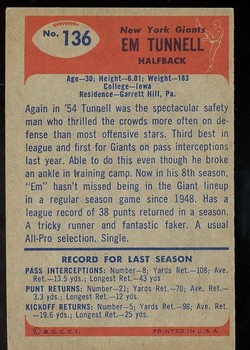 No. 136
New York Giants
EM TUNNELL
HALFBACK
Age—30; Height—6.01; Weight—183
College—Iowa
Residence—Garrett Hill, Pa.
Again in '54 Tunnell was the spectacular safety
man who thrilled the crowds more often on de-
fense than most offensive stars. Third best in
league and first for Giants on pass interceptions
last year. Able to do this even though he broke
an ankle in training camp. Now in his 8th season,
"Em" hasn't missed being in the Giant lineup
in a regular season game since 1948. Has a
league record of 38 punts returned in a season.
A tricky runner and fantastic faker. A usual
All-Pro selection. Single.
RECORD FOR LAST SEASON
PASS INTERCEPTIONS: Number—8; Yards Ret.—108; Ave.
Ret.—13.5 yds.; Longest Ret.—43 yds
PUNT RETURNS: Number—21; Yards Ret.—70; Ave. Ret.—
3.3 yds.; Longest Ret.—12 yds.
KICKOFF RETURNS: Number—5; Yards Ret.—98; Ave. Ret.
—19.6 yds.; Longest Ret.—25 yds.
© B.G.C.C.I. PRINTED IN U.S.A.